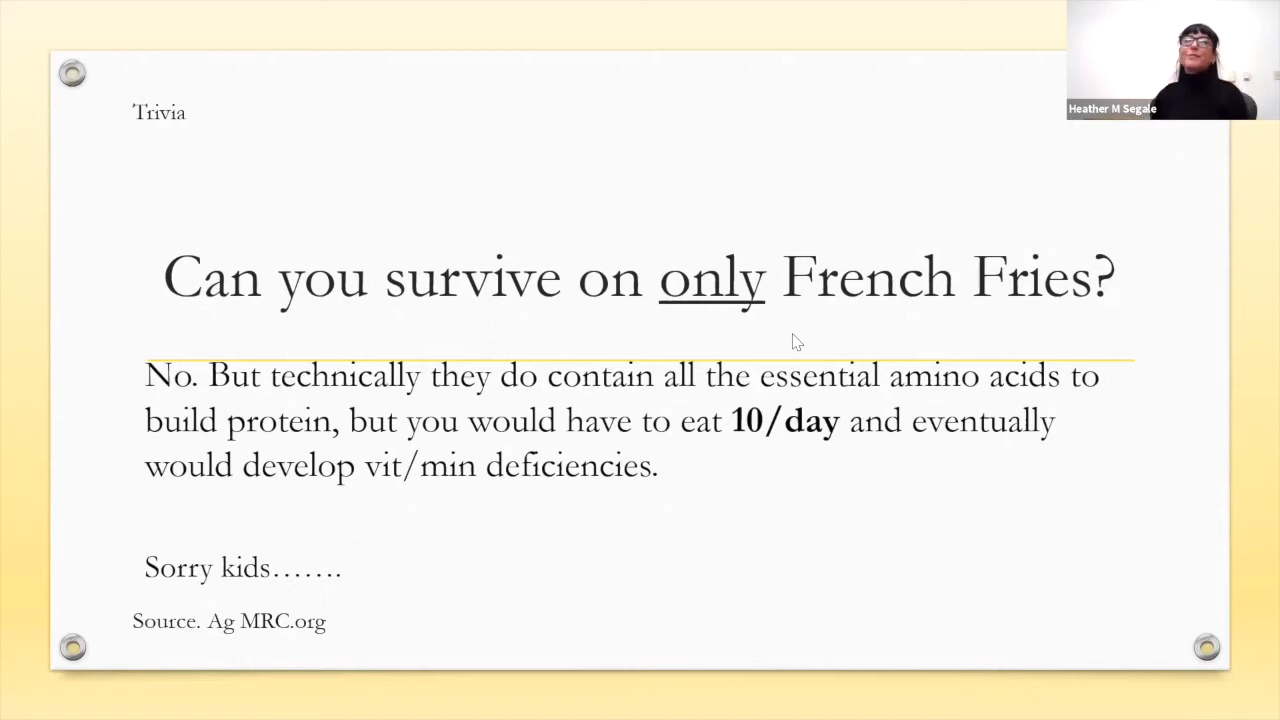 Heather M Segale
Trivia
Can you survive on only French Fries?
No. But technically they do contain all the essential amino acids to
build protein, but you would have to eat 10/day and eventually
would develop vit/min deficiencies.
Sorry kids…….
Source. Ag MRC.org